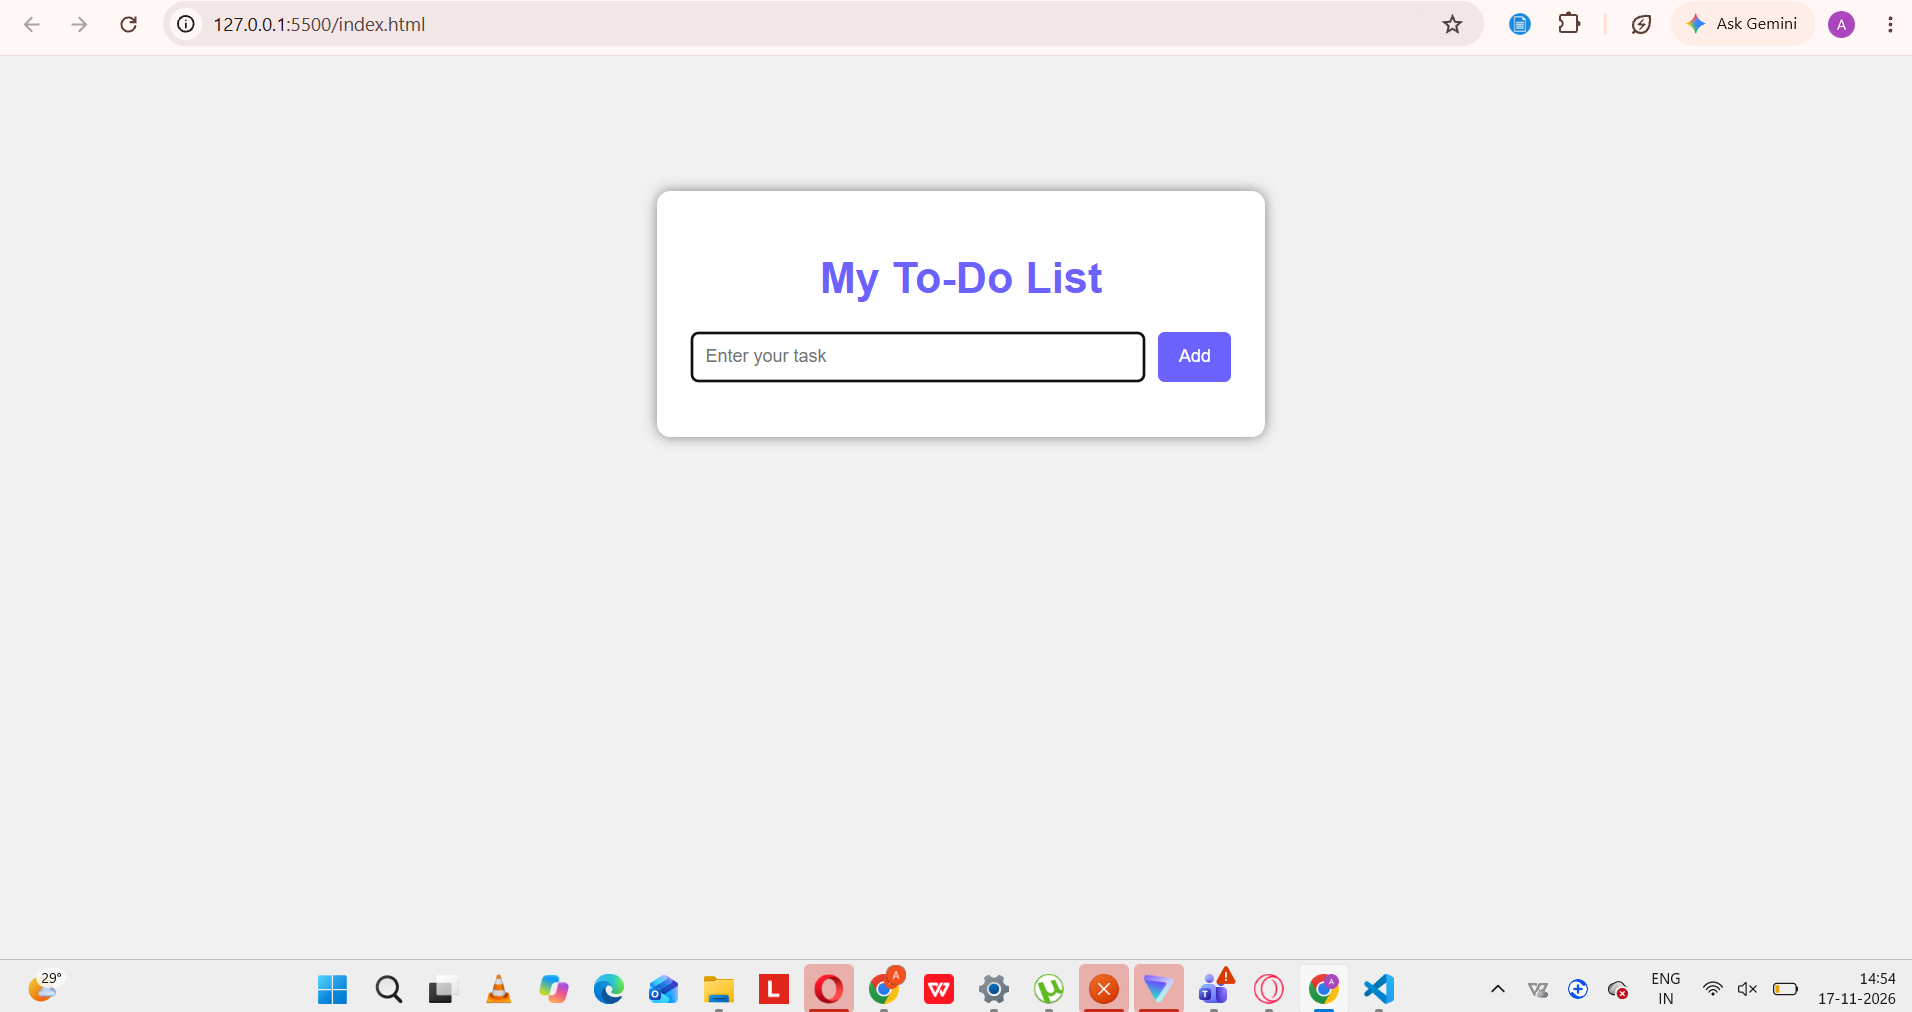 127.0.0.1:5500/index.html
Ask Gemini
A
My To-Do List
Enter your task
Add
29°
L
A
W
T
A
ENG
IN
14:54
17-11-2026